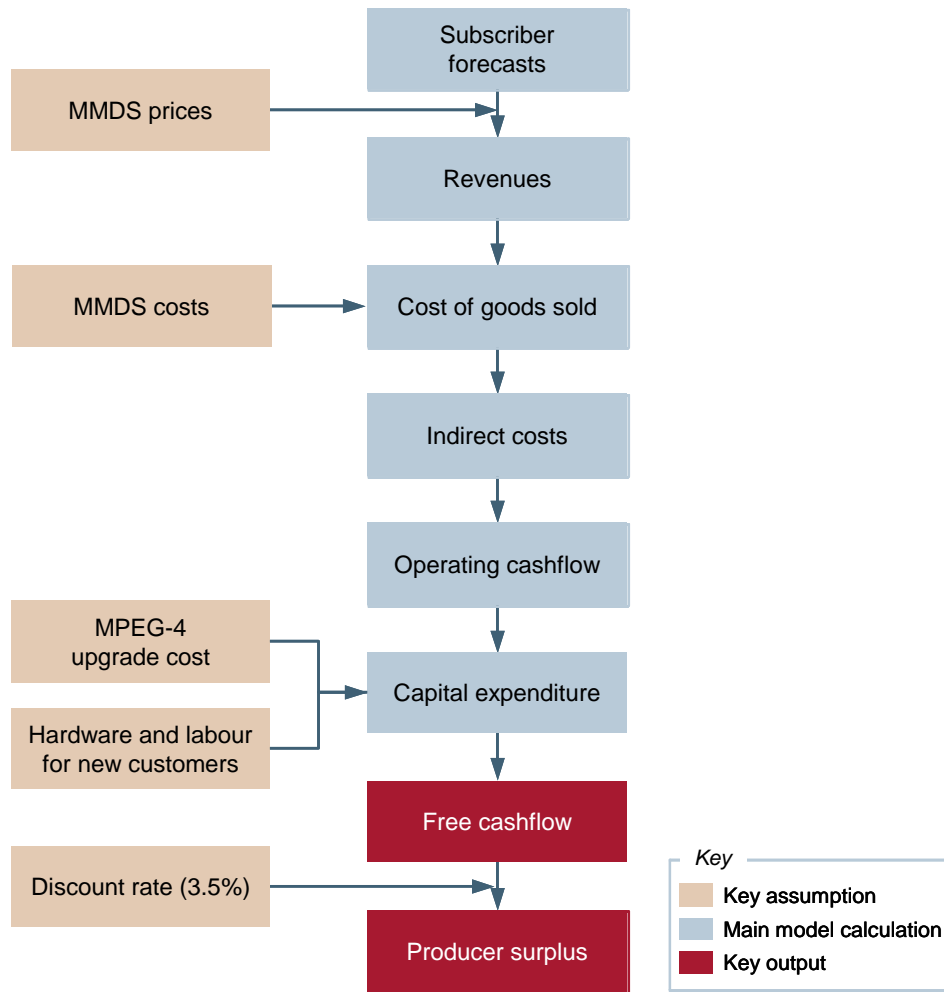 Subscriber
forecasts
MMDS prices
Revenues
MMDS costs
Cost of goods sold
Indirect costs
Operating cashflow
MPEG-4
upgrade cost
Capital expenditure
Hardware and labour
for new customers
Free cashflow
Discount rate (3.5%)
Producer surplus
Key
Key assumption
Main model calculation
Key output